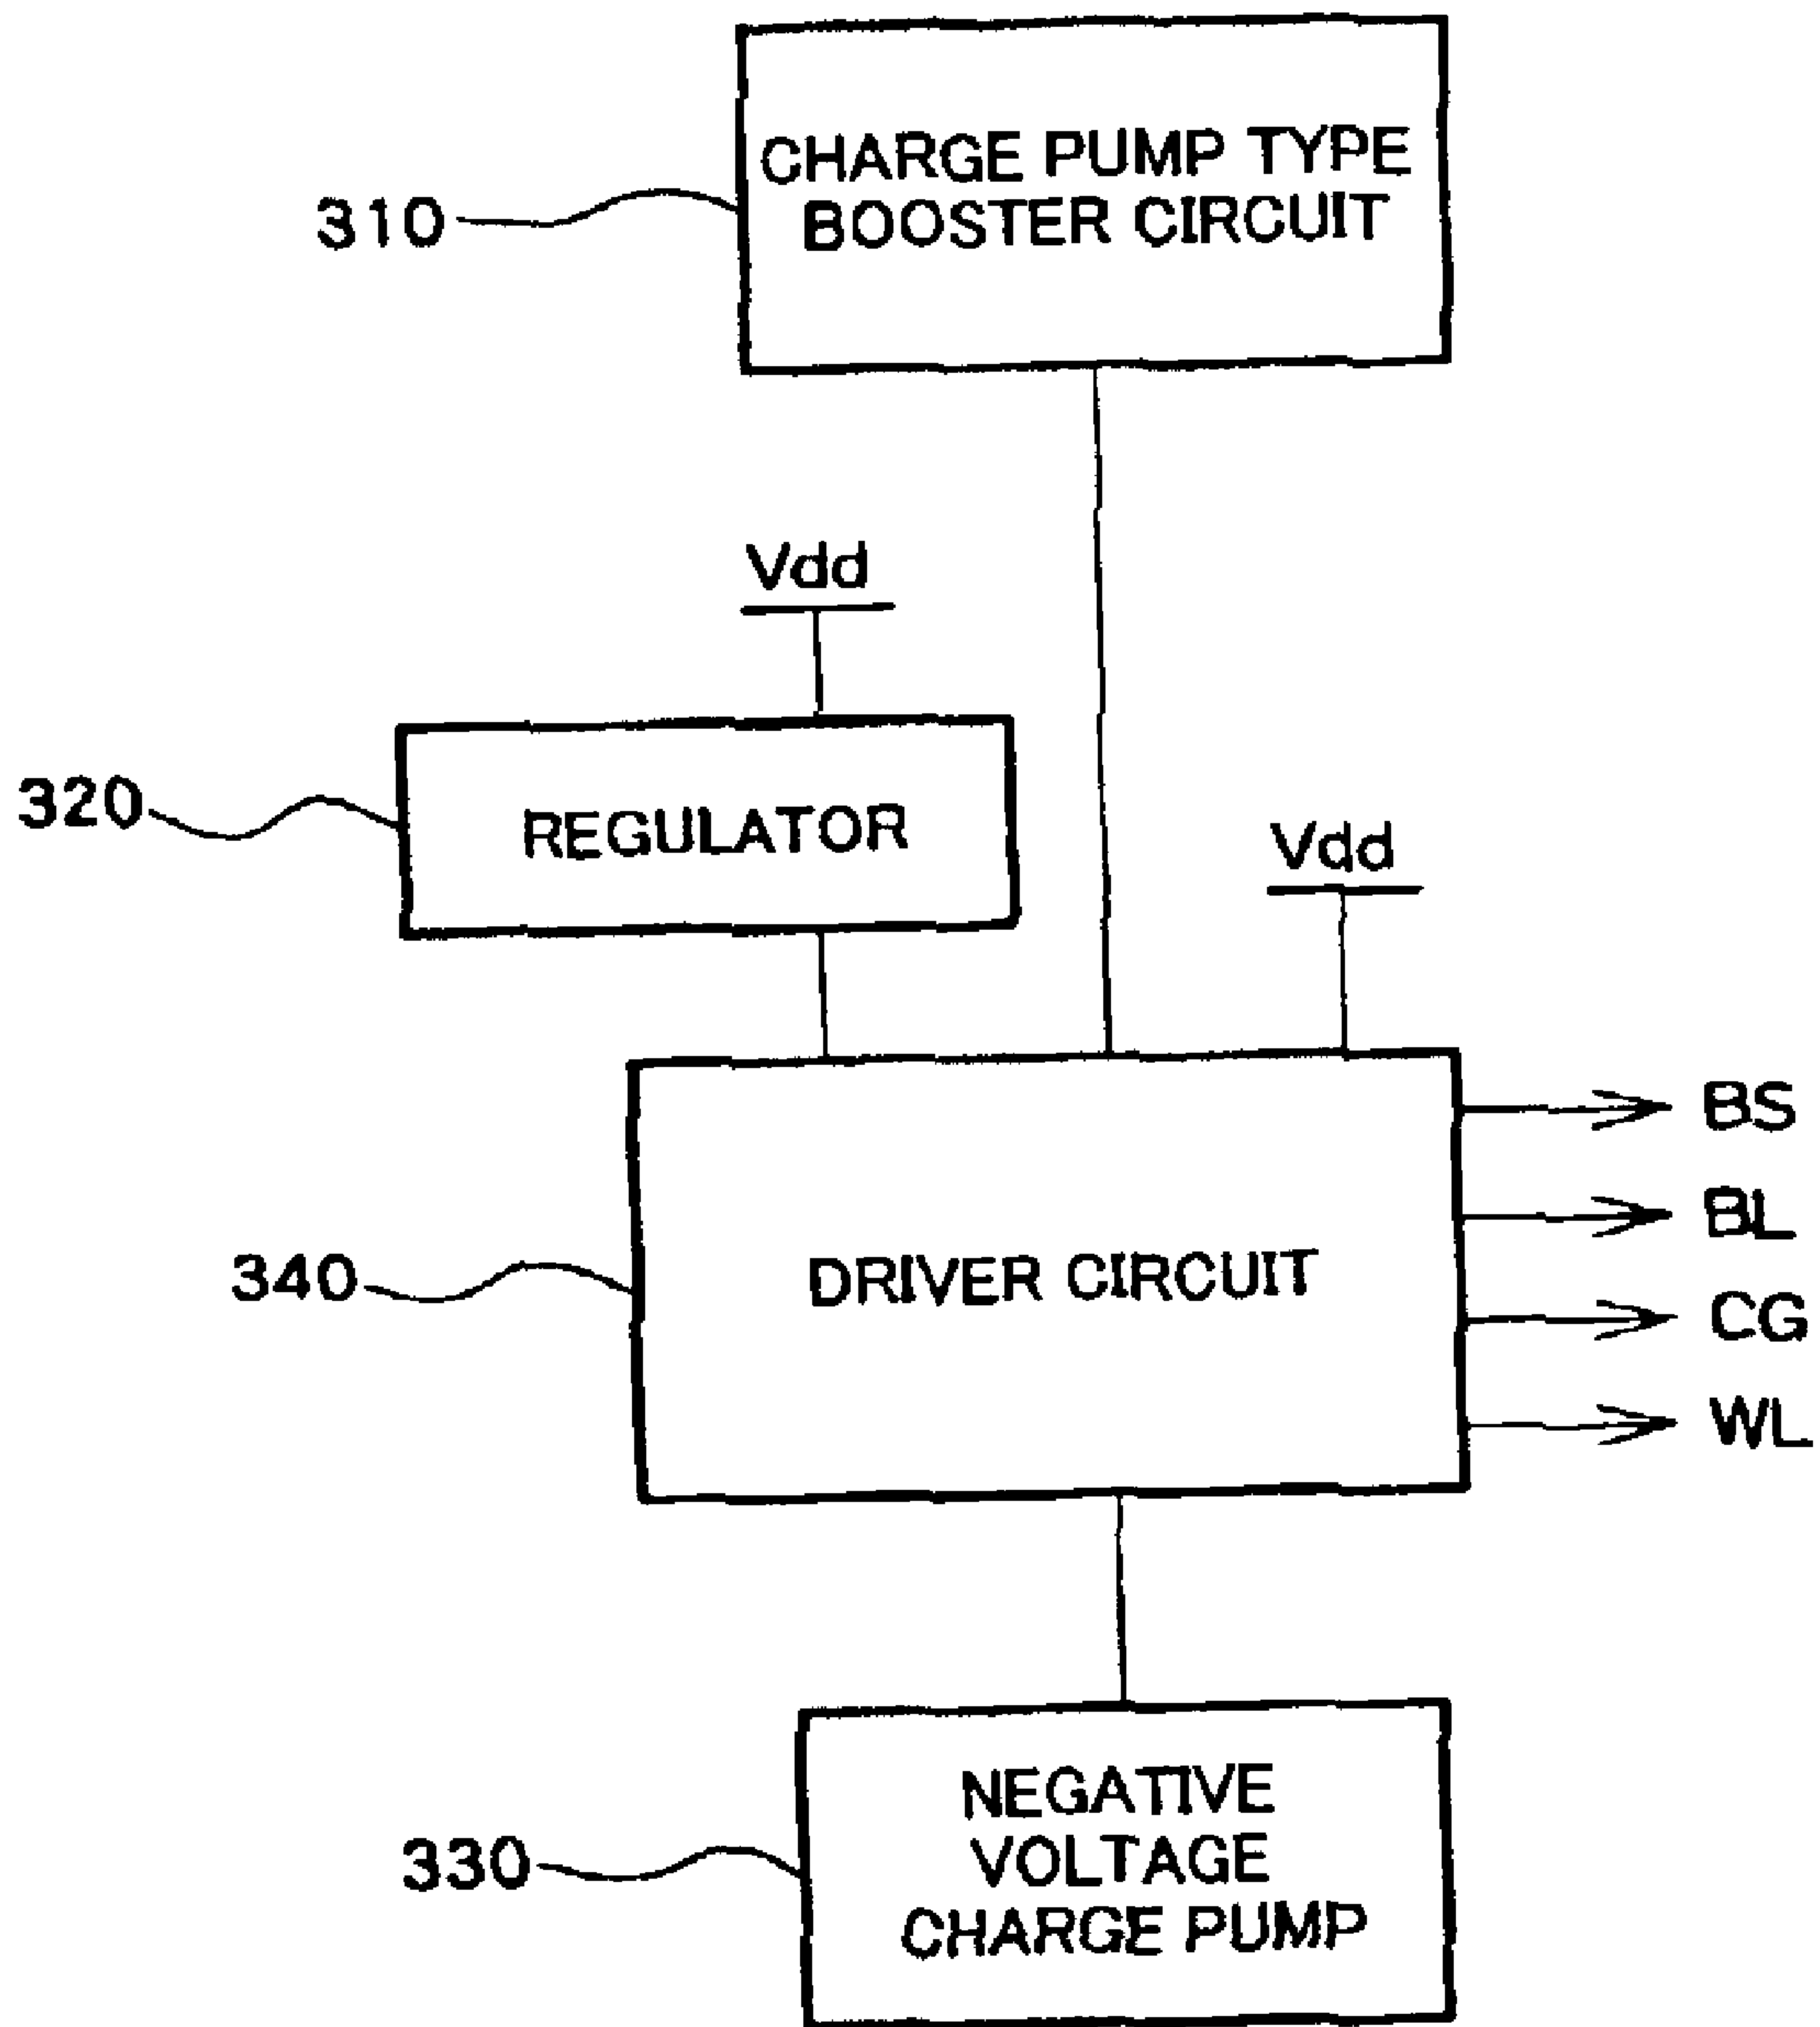 CHARGE PUMP TYPE
BOOSTER CIRCUIT
310
Vdd
320
REGULATOR
Vdd
BS
BL
340
DRIVER CIRCUIT
CG
WL
NEGATIVE
330
VOLTAGE
CHARGE PUMP